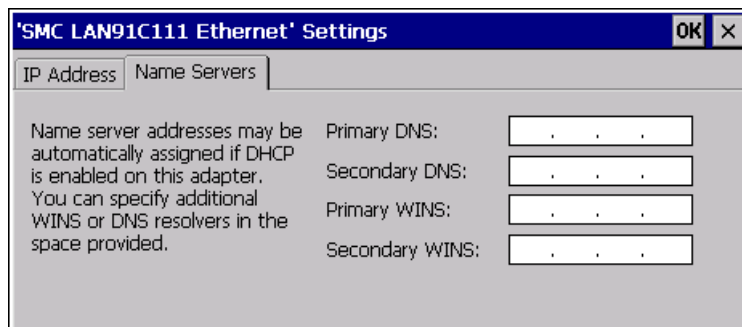 'SMC LAN91C111 Ethernet' Settings
OK ×
IP Address Name Servers
Name server addresses may be
automatically assigned if DHCP
is enabled on this adapter.
You can specify additional
WINS or DNS resolvers in the
space provided.
Primary DNS: . . .
Secondary DNS: . . .
Primary WINS: . . .
Secondary WINS: . . .